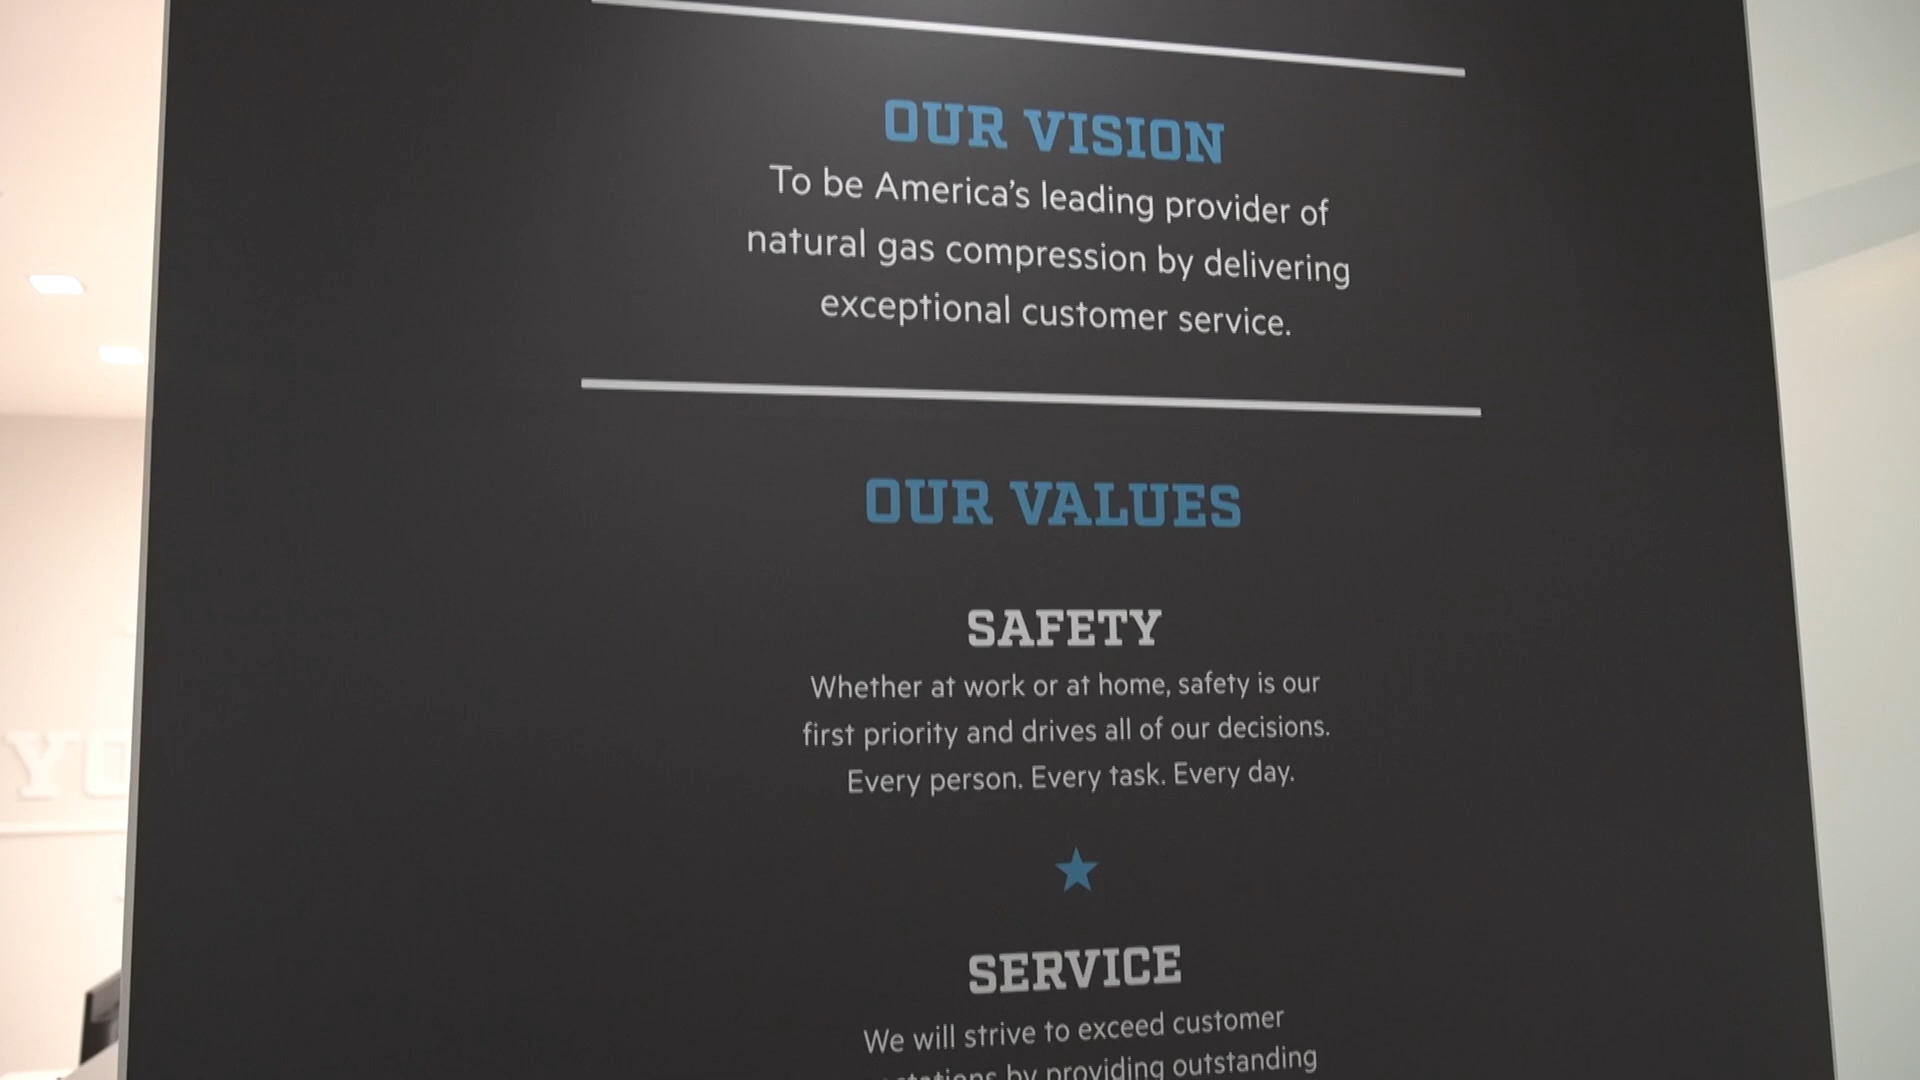 OUR VISION
To be America's leading provider of
natural gas compression by delivering
exceptional customer service.
OUR VALUES
SAFETY
Whether at work or at home, safety is our
first priority and drives all of our decisions.
Every person. Every task. Every day.
SERVICE
We will strive to exceed customer
by providing outstanding
YO